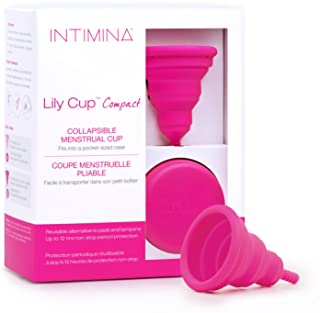 INTIMINA
Lily Cup™ Compact
COLLAPSIBLE
MENSTRUAL CUP
Fits into a pocket-sized case
COUPE MENSTRUELLE
PLIABLE
Facile à transporter dans son petit boîtier
Reusable alternative to pads and tampons
Up to 12 hrs non-stop period protection
Protection périodique réutilisable
Jusqu'à 12 heures de protection non-stop